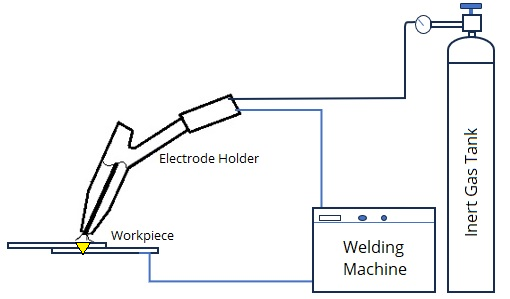 Electrode Holder
Workpiece
Welding
Machine
Inert Gas Tank